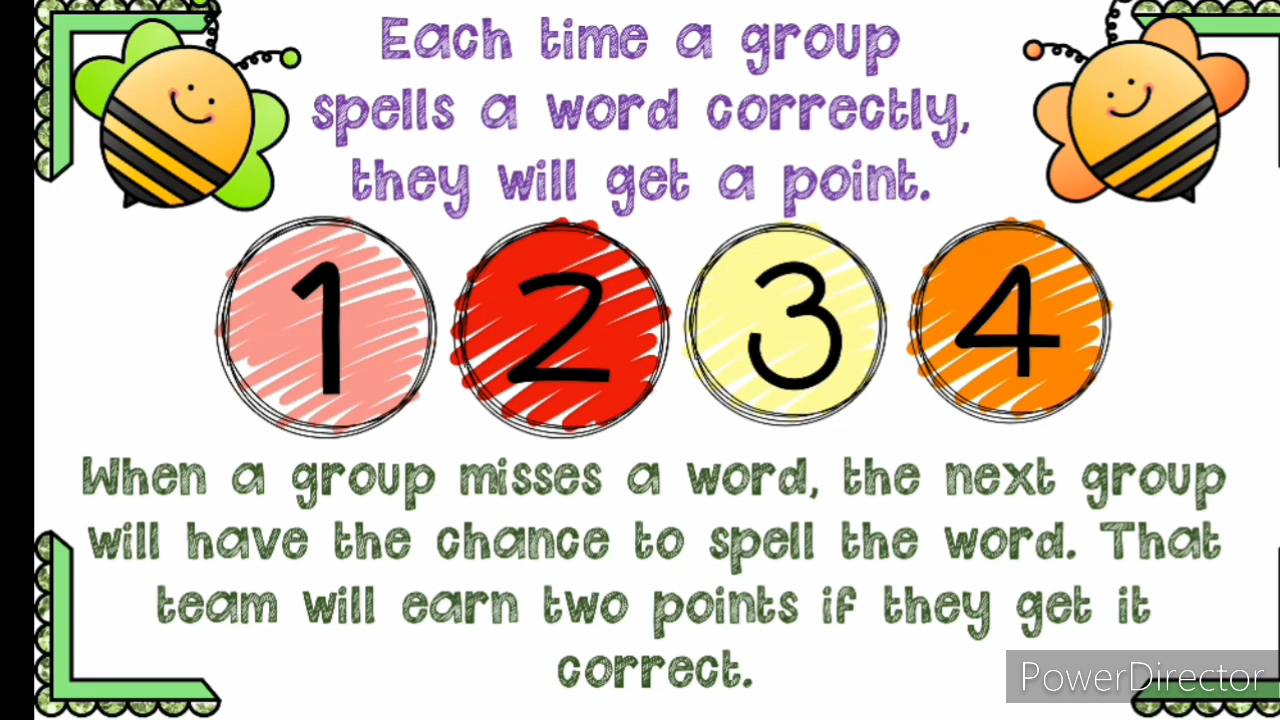 Each time a group
spells a word correctly,
they will get a point.
1 2 3 4
When a group misses a word, the next group
will have the chance to spell the word. That
team will earn two points if they get it
correct.
PowerDirector